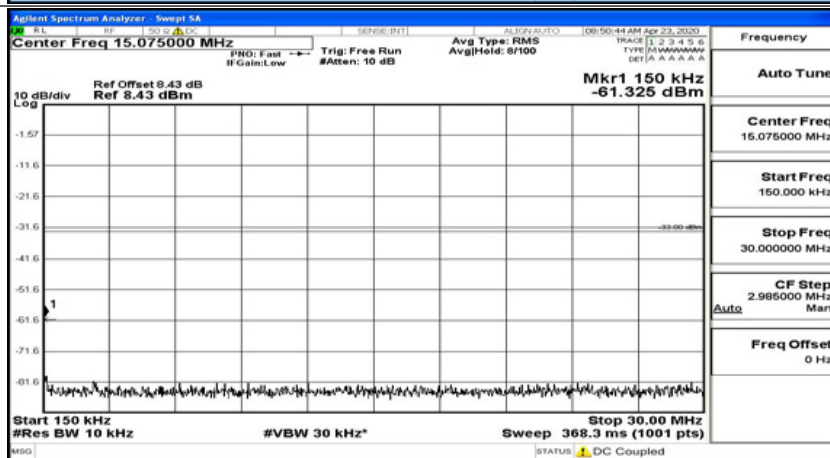 Agilent Spectrum Analyzer - Swept SA
RL RF 50 Ω DC SENSE:INT ALIGN AUTO 08:50:44 AM Apr 23, 2020
Center Freq 15.075000 MHz
PNO: Fast
IFGain:Low
Trig: Free Run
#Atten: 10 dB
Avg Type: RMS
Avg|Hold: 8/100
TRACE 1 2 3 4 5 6
TYPE M W W W W W
DET A A A A A A
Ref Offset 8.43 dB
Ref 8.43 dBm
10 dB/div
Log
Mkr1 150 kHz
-61.325 dBm
-1.57
-11.6
-21.6
-31.6
-33.00 dBm
-41.6
-51.6
1
-61.6
-71.6
-81.6
Start 150 kHz
Stop 30.00 MHz
#Res BW 10 kHz
#VBW 30 kHz*
Sweep 368.3 ms (1001 pts)
MSG
STATUS
DC Coupled
Frequency
Auto Tune
Center Freq
15.075000 MHz
Start Freq
150.000 kHz
Stop Freq
30.000000 MHz
CF Step
2.985000 MHz
Auto Man
Freq Offset
0 Hz